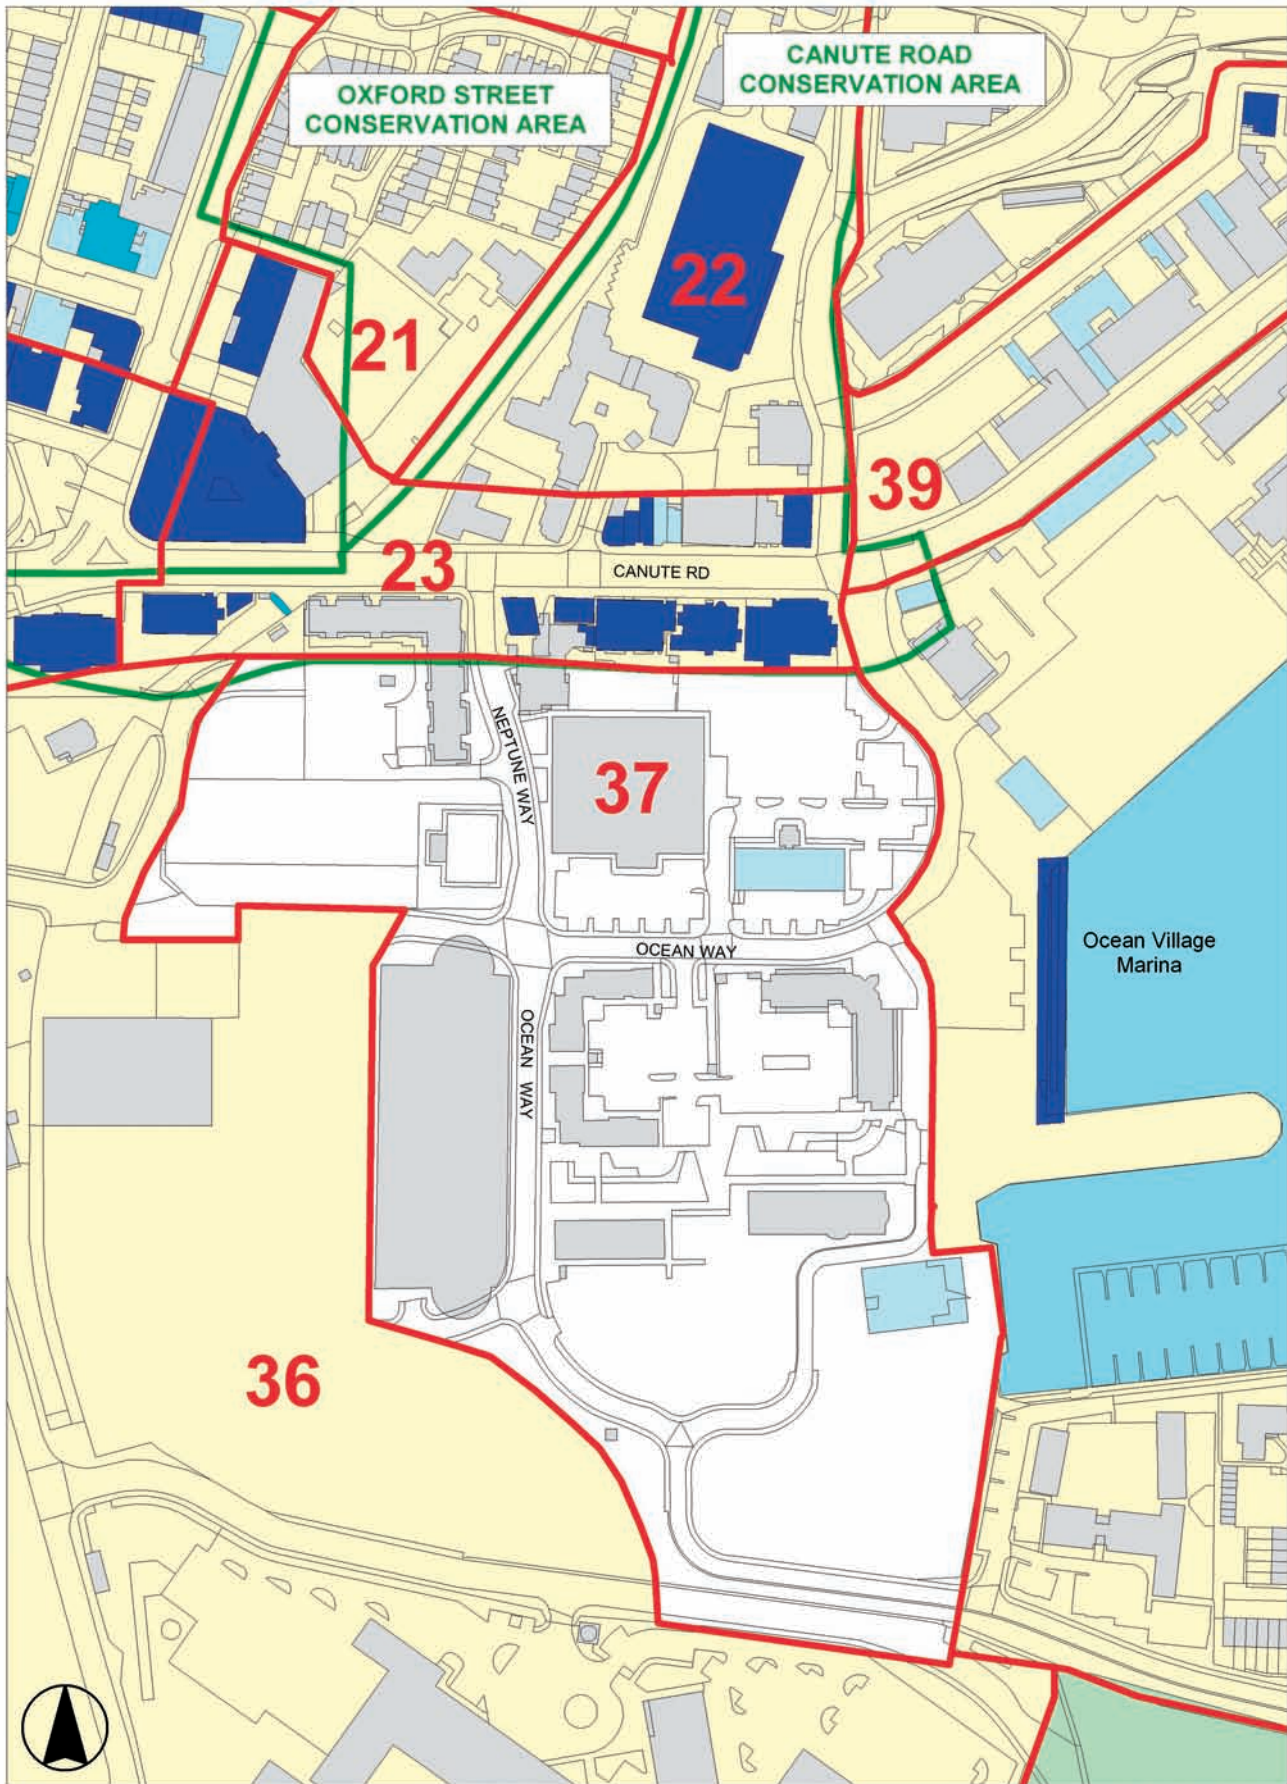 OXFORD STREET
CONSERVATION AREA
CANUTE ROAD
CONSERVATION AREA
22
21
39
23
CANUTE RD
NEPTUNE WAY
37
OCEAN WAY
Ocean Village
Marina
OCEAN WAY
36